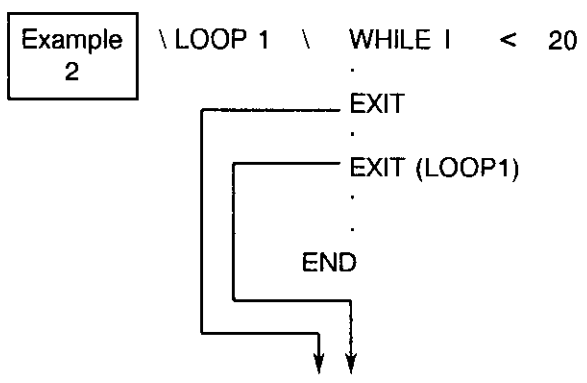 Example \ LOOP 1 \ WHILE I < 20
2
.
EXIT
.
EXIT (LOOP1)
.
.
END